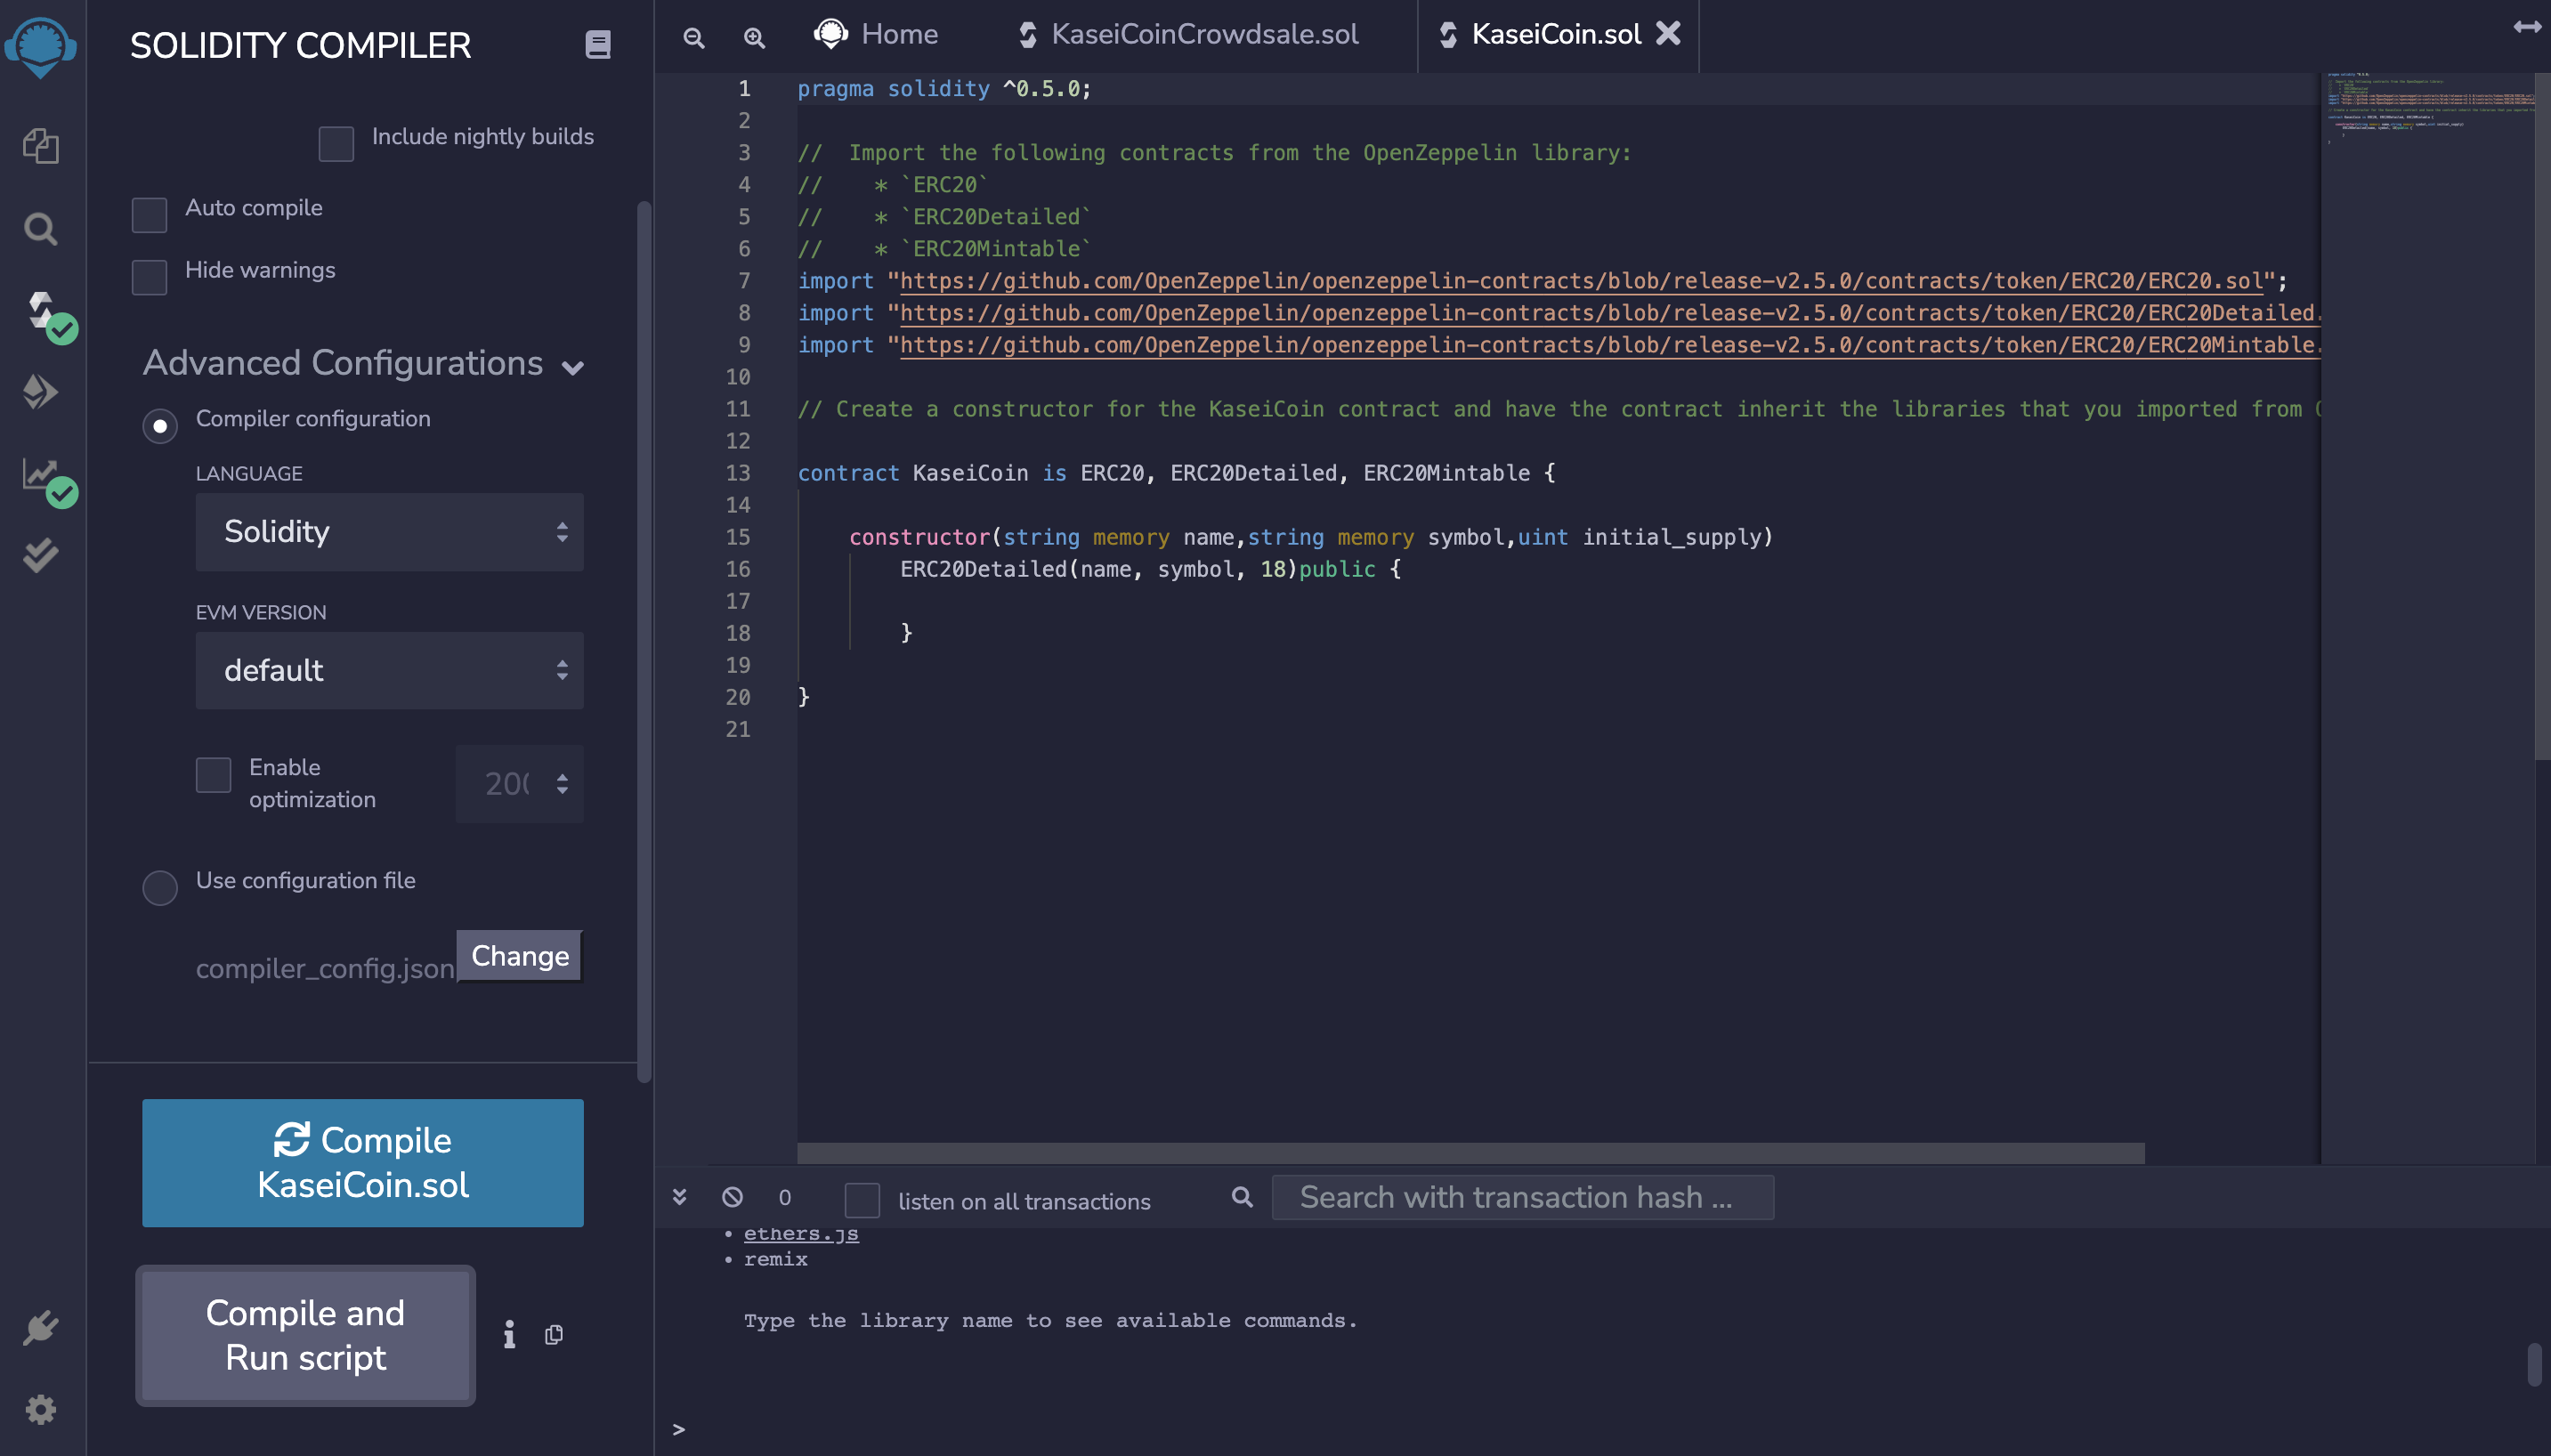 SOLIDITY COMPILER
Include nightly builds
Auto compile
Hide warnings
Advanced Configurations
Compiler configuration
LANGUAGE
Solidity
EVM VERSION
default
Enable
optimization
200
Use configuration file
compiler_config.json
Change
Compile
KaseiCoin.sol
Compile and
Run script
Home
KaseiCoinCrowdsale.sol
KaseiCoin.sol
1 pragma solidity ^0.5.0;
2
3 //  Import the following contracts from the OpenZeppelin library:
4 //    * `ERC20`
5 //    * `ERC20Detailed`
6 //    * `ERC20Mintable`
7 import "https://github.com/OpenZeppelin/openzeppelin-contracts/blob/release-v2.5.0/contracts/token/ERC20/ERC20.sol";
8 import "https://github.com/OpenZeppelin/openzeppelin-contracts/blob/release-v2.5.0/contracts/token/ERC20/ERC20Detailed.
9 import "https://github.com/OpenZeppelin/openzeppelin-contracts/blob/release-v2.5.0/contracts/token/ERC20/ERC20Mintable.
10
11 // Create a constructor for the KaseiCoin contract and have the contract inherit the libraries that you imported from
12
13 contract KaseiCoin is ERC20, ERC20Detailed, ERC20Mintable {
14
15     constructor(string memory name,string memory symbol,uint initial_supply)
16         ERC20Detailed(name, symbol, 18)public {
17
18         }
19
20 }
21
0
listen on all transactions
Search with transaction hash ...
• ethers.js
• remix
Type the library name to see available commands.
>